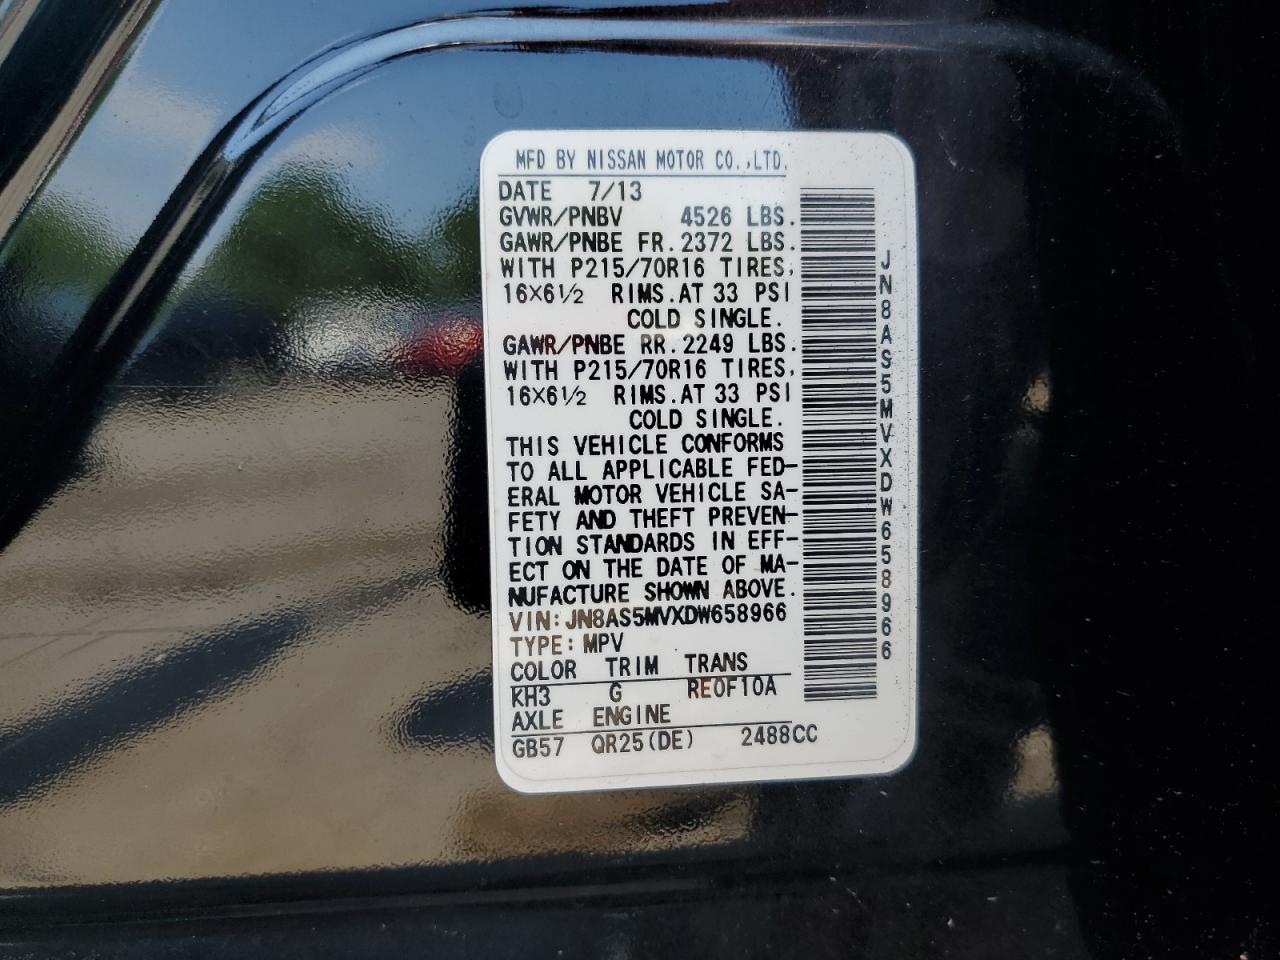 MFD BY NISSAN MOTOR CO.,LTD.
DATE 7/13
GVWR/PNBV 4526 LBS.
GAWR/PNBE FR. 2372 LBS.
WITH P215/70R16 TIRES,
16X6½ RIMS.AT 33 PSI
COLD SINGLE.
GAWR/PNBE RR. 2249 LBS.
WITH P215/70R16 TIRES,
16X6½ RIMS.AT 33 PSI
COLD SINGLE.
THIS VEHICLE CONFORMS
TO ALL APPLICABLE FED-
ERAL MOTOR VEHICLE SA-
FETY AND THEFT PREVEN-
TION STANDARDS IN EFF-
ECT ON THE DATE OF MA-
NUFACTURE SHOWN ABOVE.
VIN:JN8AS5MVXDW658966
TYPE:MPV
COLOR TRIM TRANS
KH3 G RE0F10A
AXLE ENGINE
GB57 QR25(DE) 2488CC
JN8AS5MVXDW658966